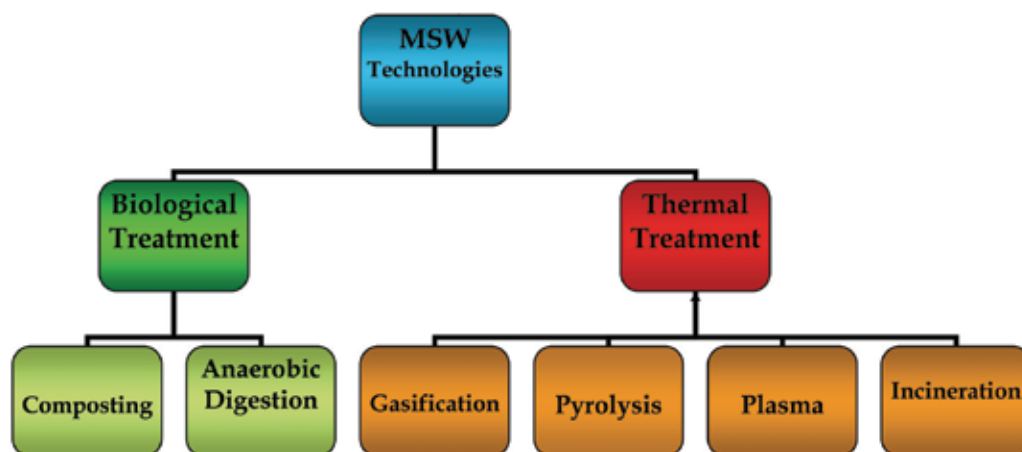 MSW
Technologies
Biological
Treatment
Thermal
Treatment
Composting
Anaerobic
Digestion
Gasification
Pyrolysis
Plasma
Incineration